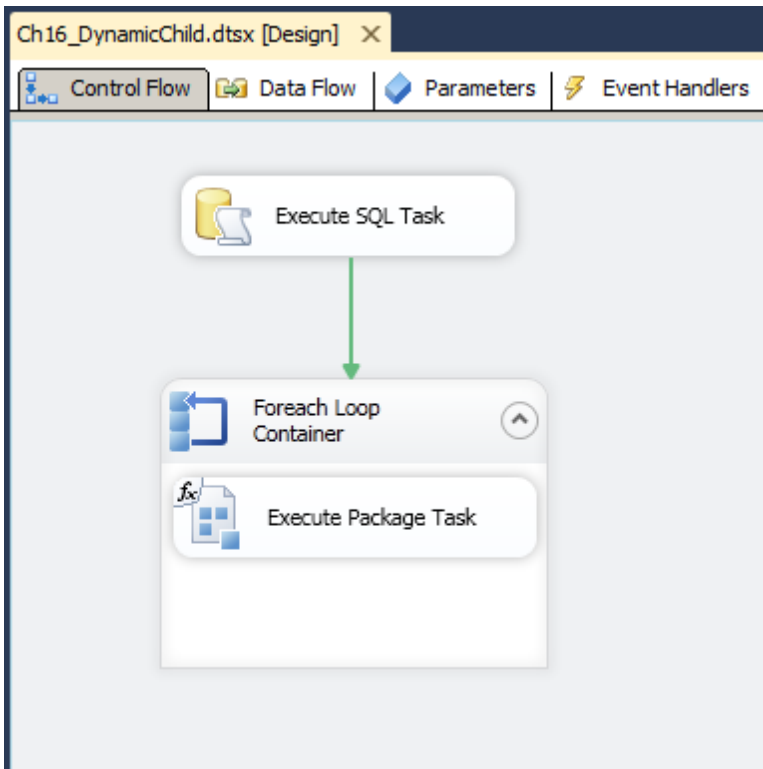 Ch16_DynamicChild.dtsx [Design]
Control Flow Data Flow Parameters Event Handlers
Execute SQL Task
Foreach Loop
Container
fx
Execute Package Task